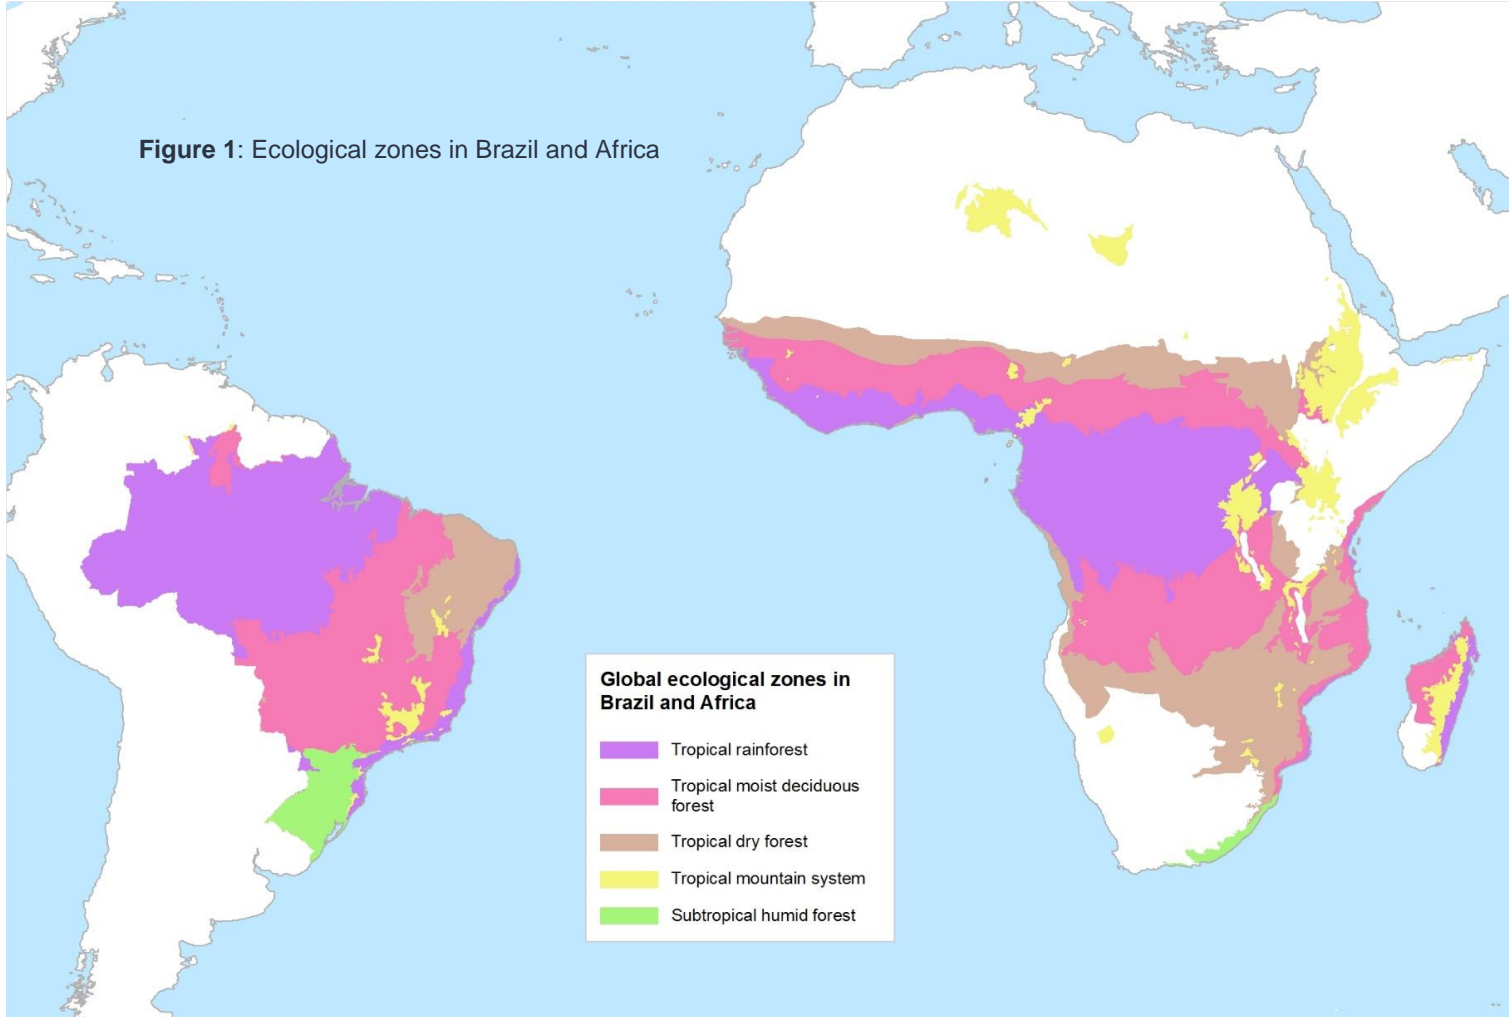 Figure 1: Ecological zones in Brazil and Africa
Global ecological zones in
Brazil and Africa
Tropical rainforest
Tropical moist deciduous
forest
Tropical dry forest
Tropical mountain system
Subtropical humid forest